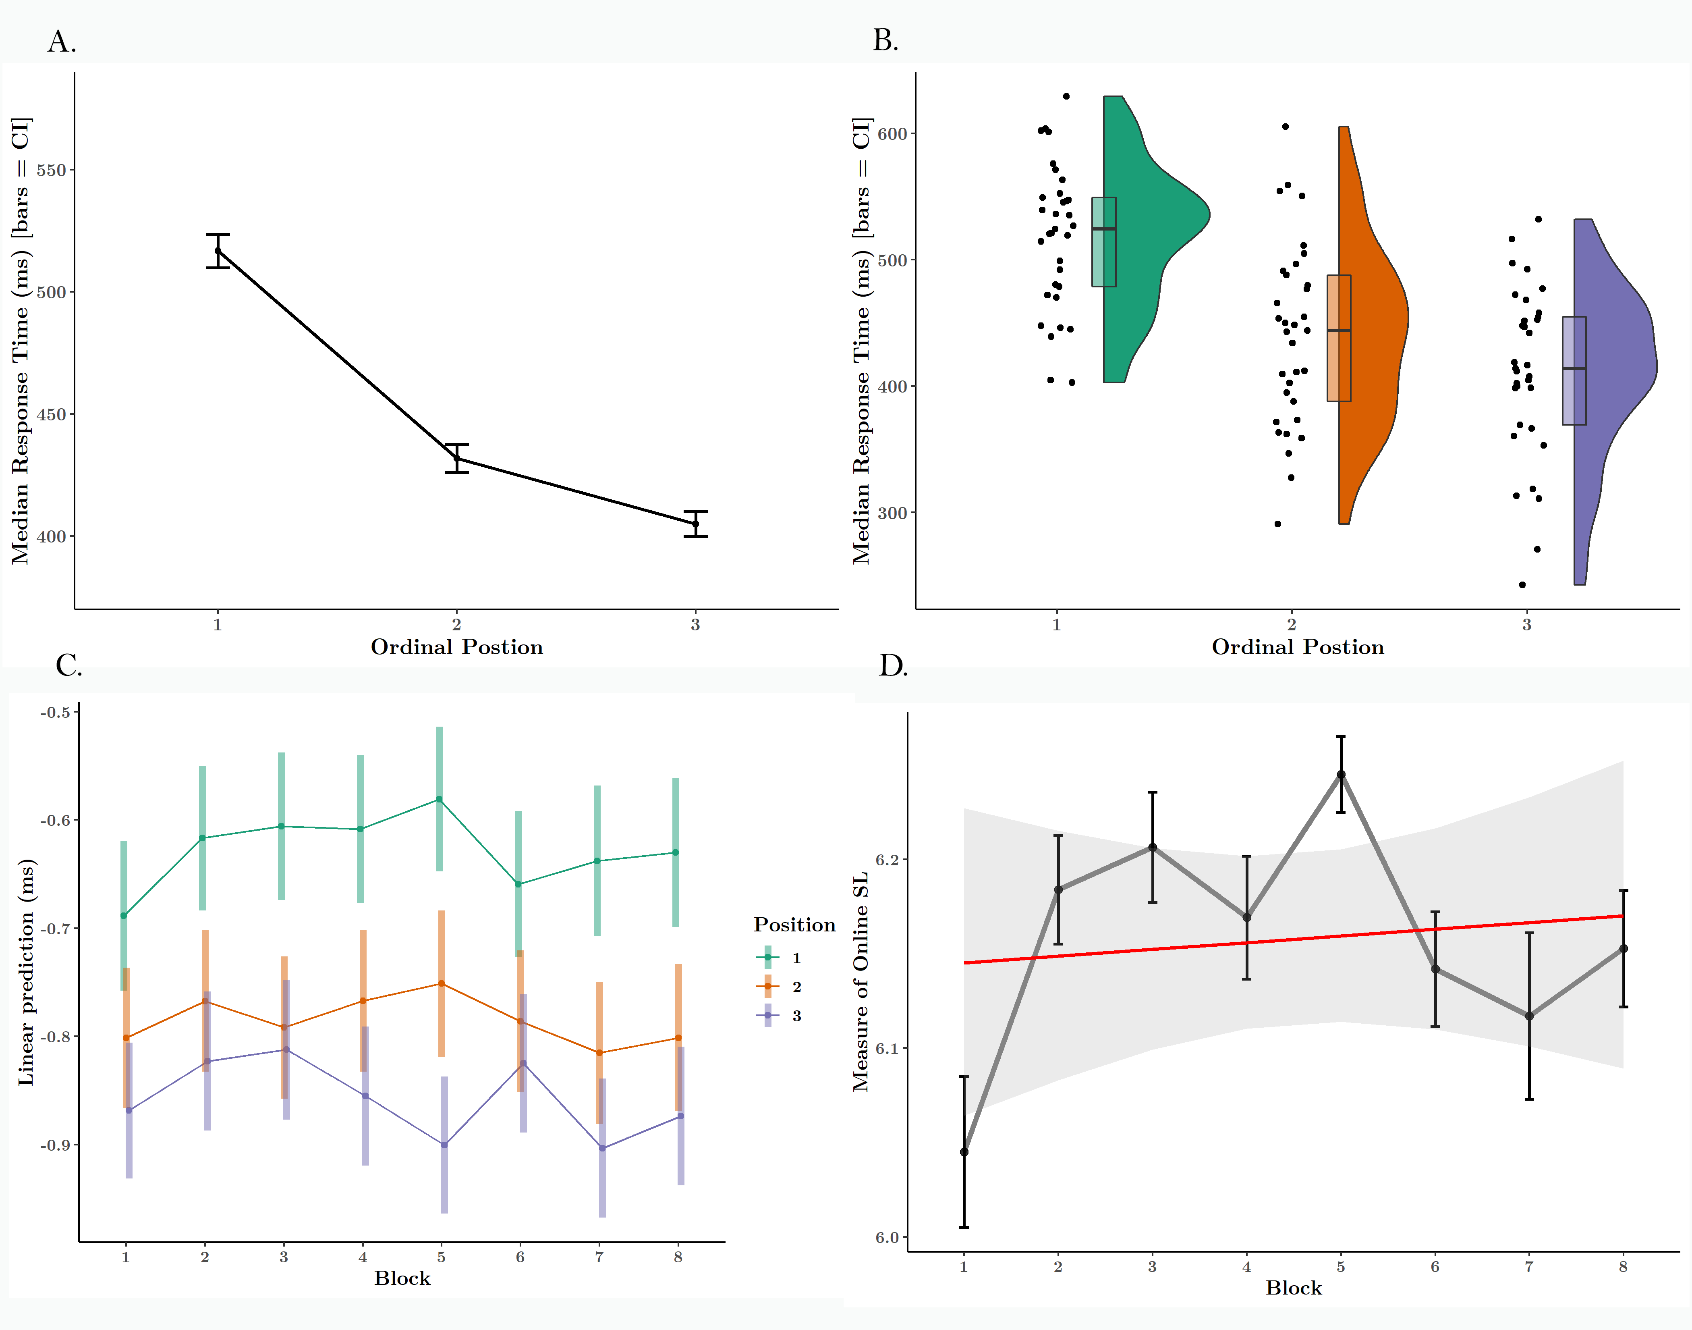 A.
Median Response Time (ms) [bars = CI]
550
500
450
400
1 2 3
Ordinal Postion
B.
Median Response Time (ms) [bars = CI]
600
500
400
300
1 2 3
Ordinal Postion
C.
Linear prediction (ms)
-0.5
-0.6
-0.7
-0.8
-0.9
1 2 3 4 5 6 7 8
Block
Position
1
2
3
D.
Measure of Online SL
6.2
6.1
6.0
1 2 3 4 5 6 7 8
Block